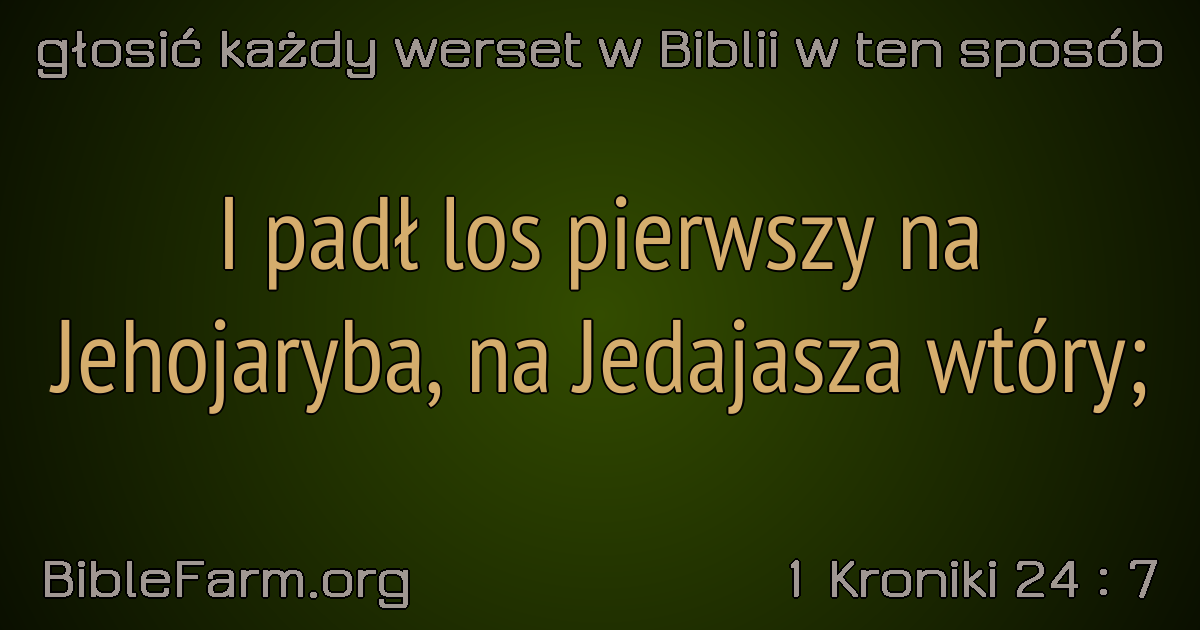 głosić każdy werset w Biblii w ten sposób
I padł los pierwszy na
Jehojaryba, na Jedajasza wtóry;
BibleFarm.org
1 Kroniki 24 : 7